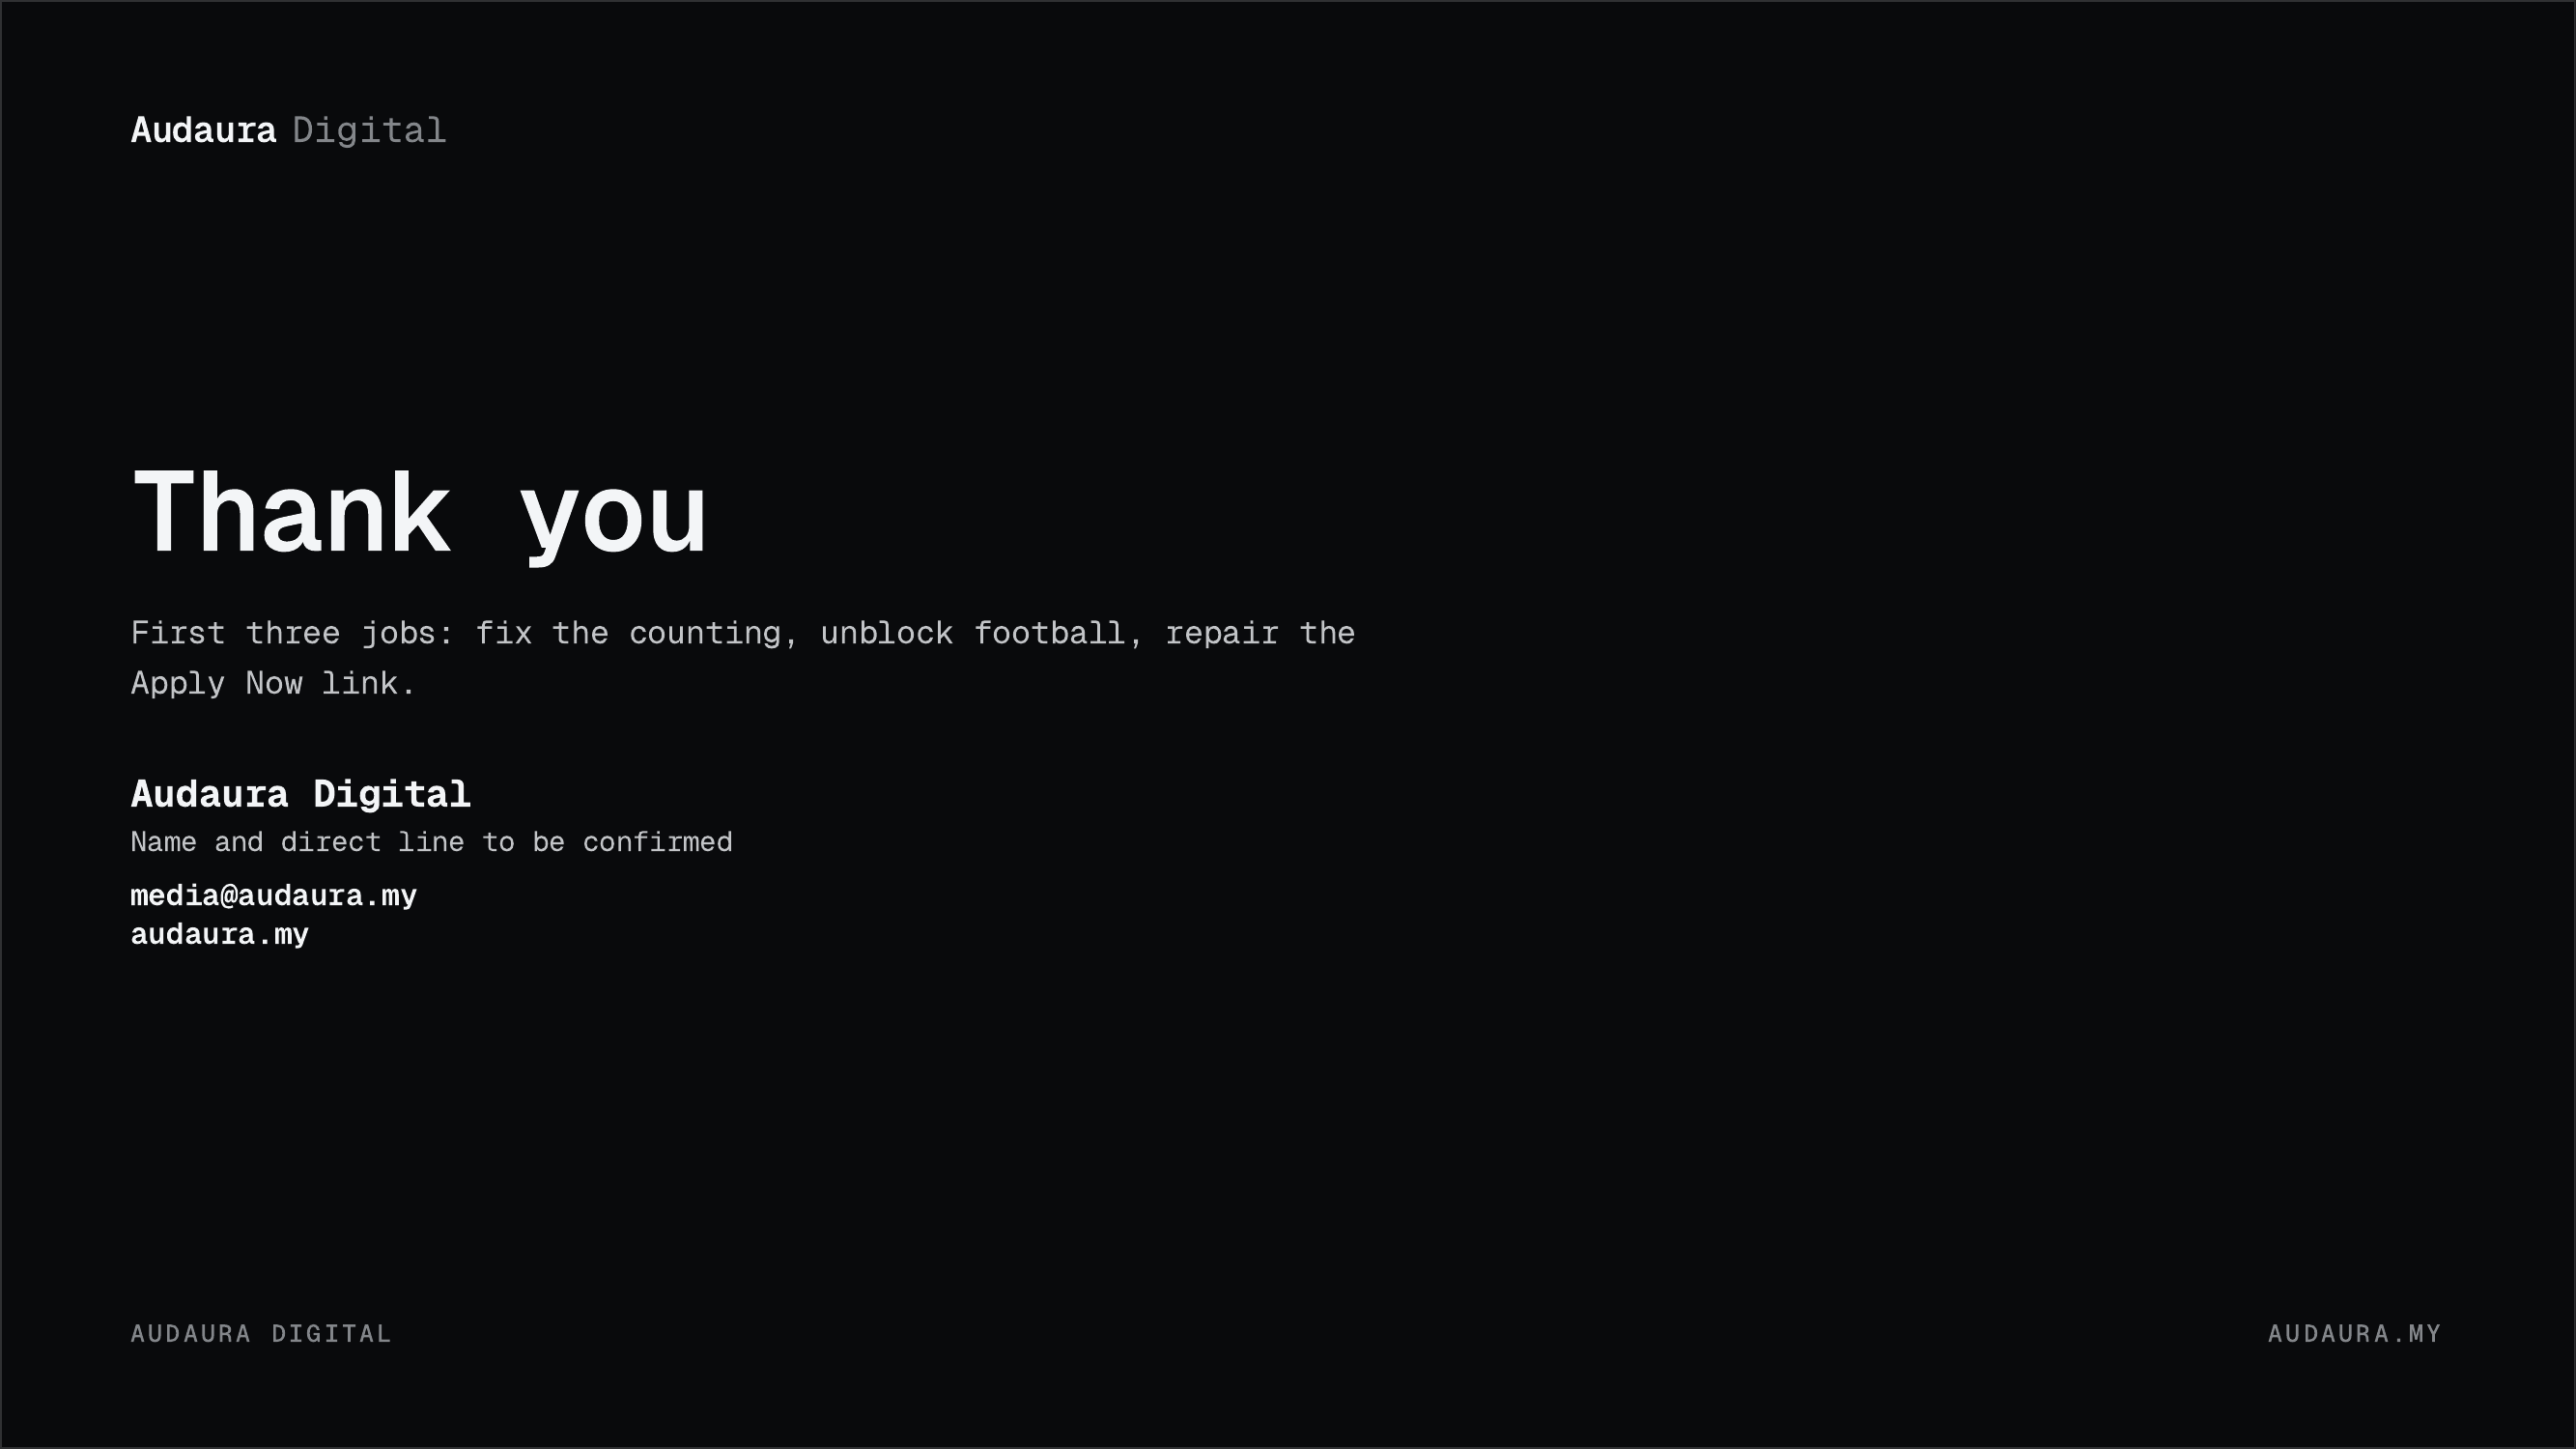 Audaura Digital
Thank you
First three jobs: fix the counting, unblock football, repair the
Apply Now link.
Audaura Digital
Name and direct line to be confirmed
media@audaura.my
audaura.my
AUDAURA DIGITAL
AUDAURA.MY